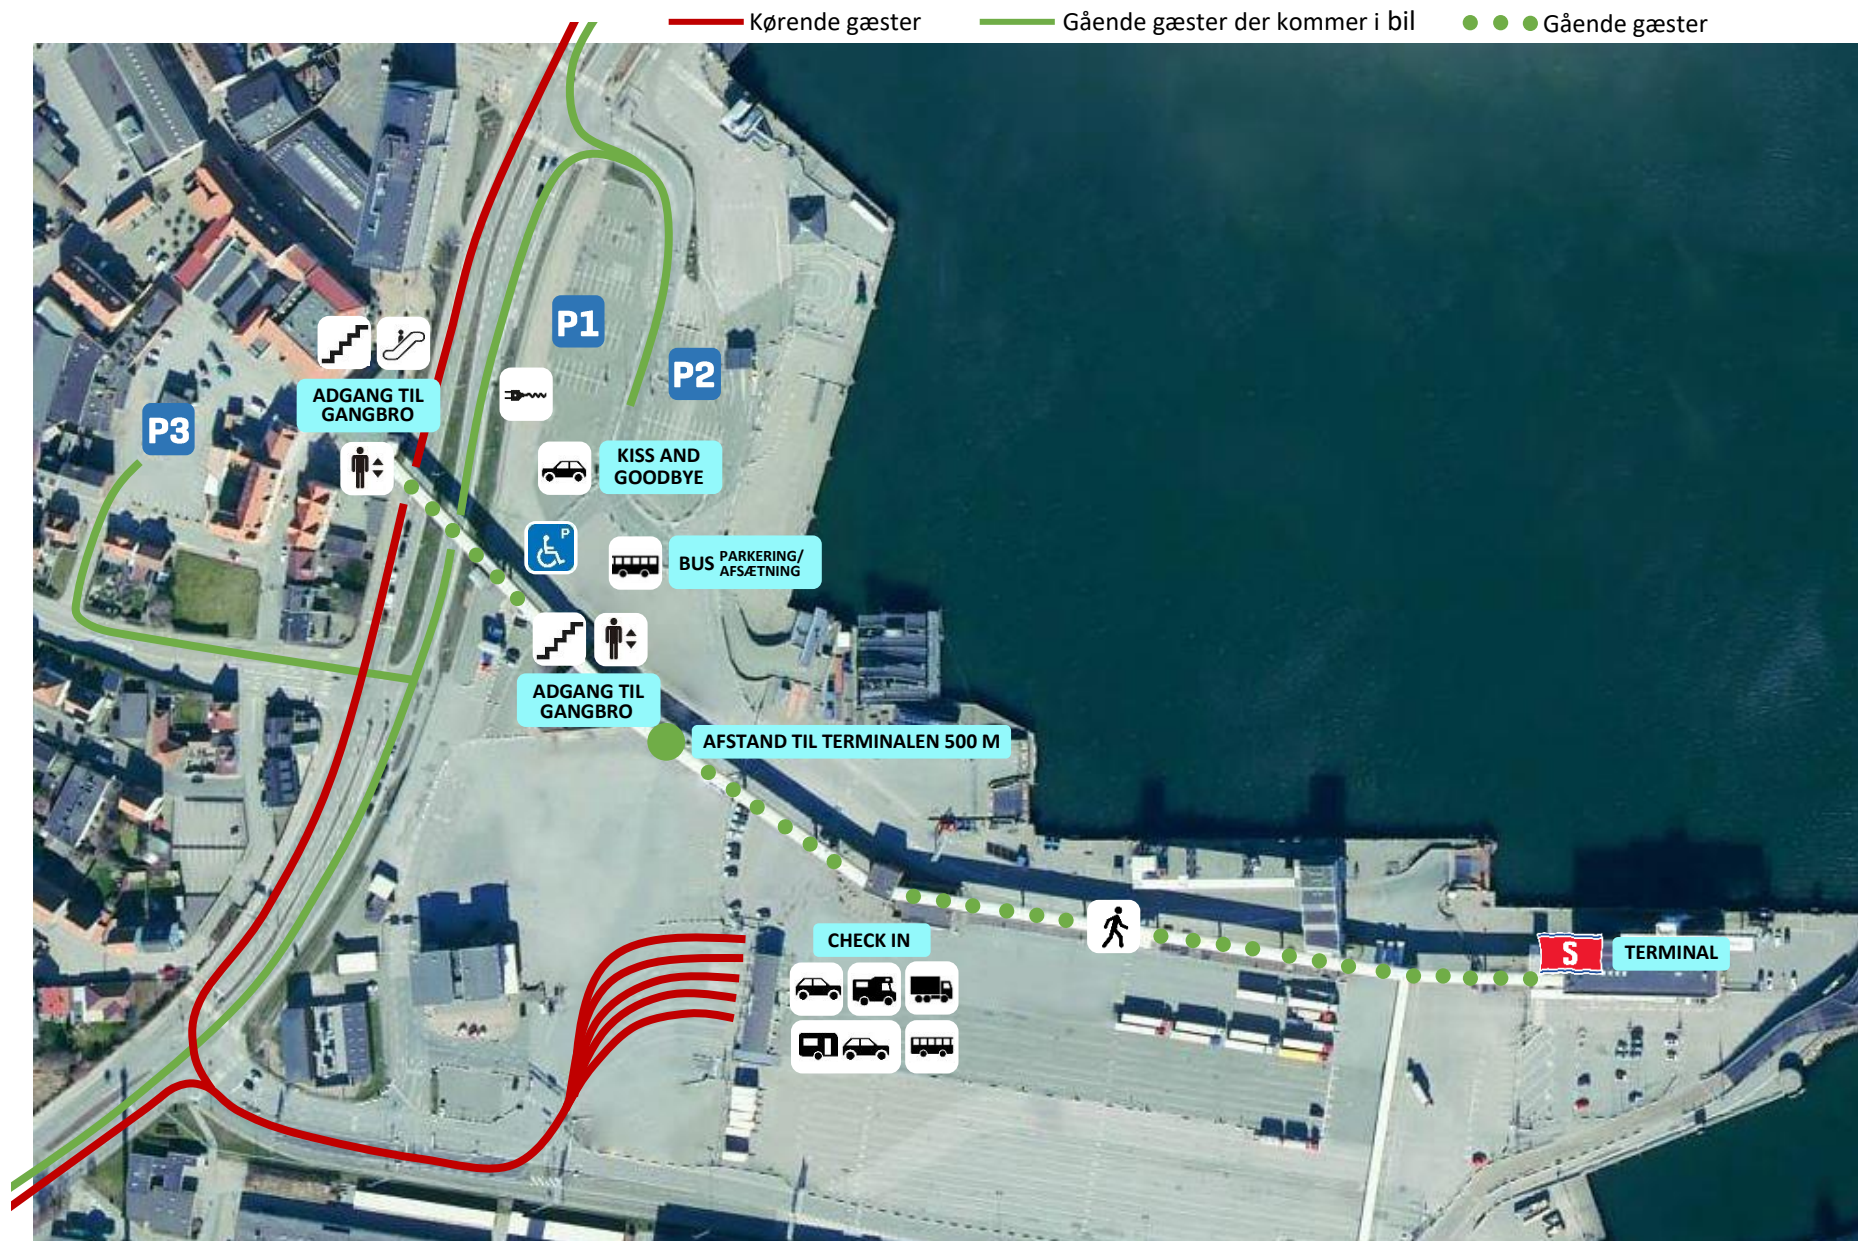 Kørende gæster
Gående gæster der kommer i bil
Gående gæster
P1
P2
ADGANG TIL
GANGBRO
P3
KISS AND
GOODBYE
P
BUS PARKERING/
AFSÆTNING
ADGANG TIL
GANGBRO
AFSTAND TIL TERMINALEN 500 M
CHECK IN
S
TERMINAL